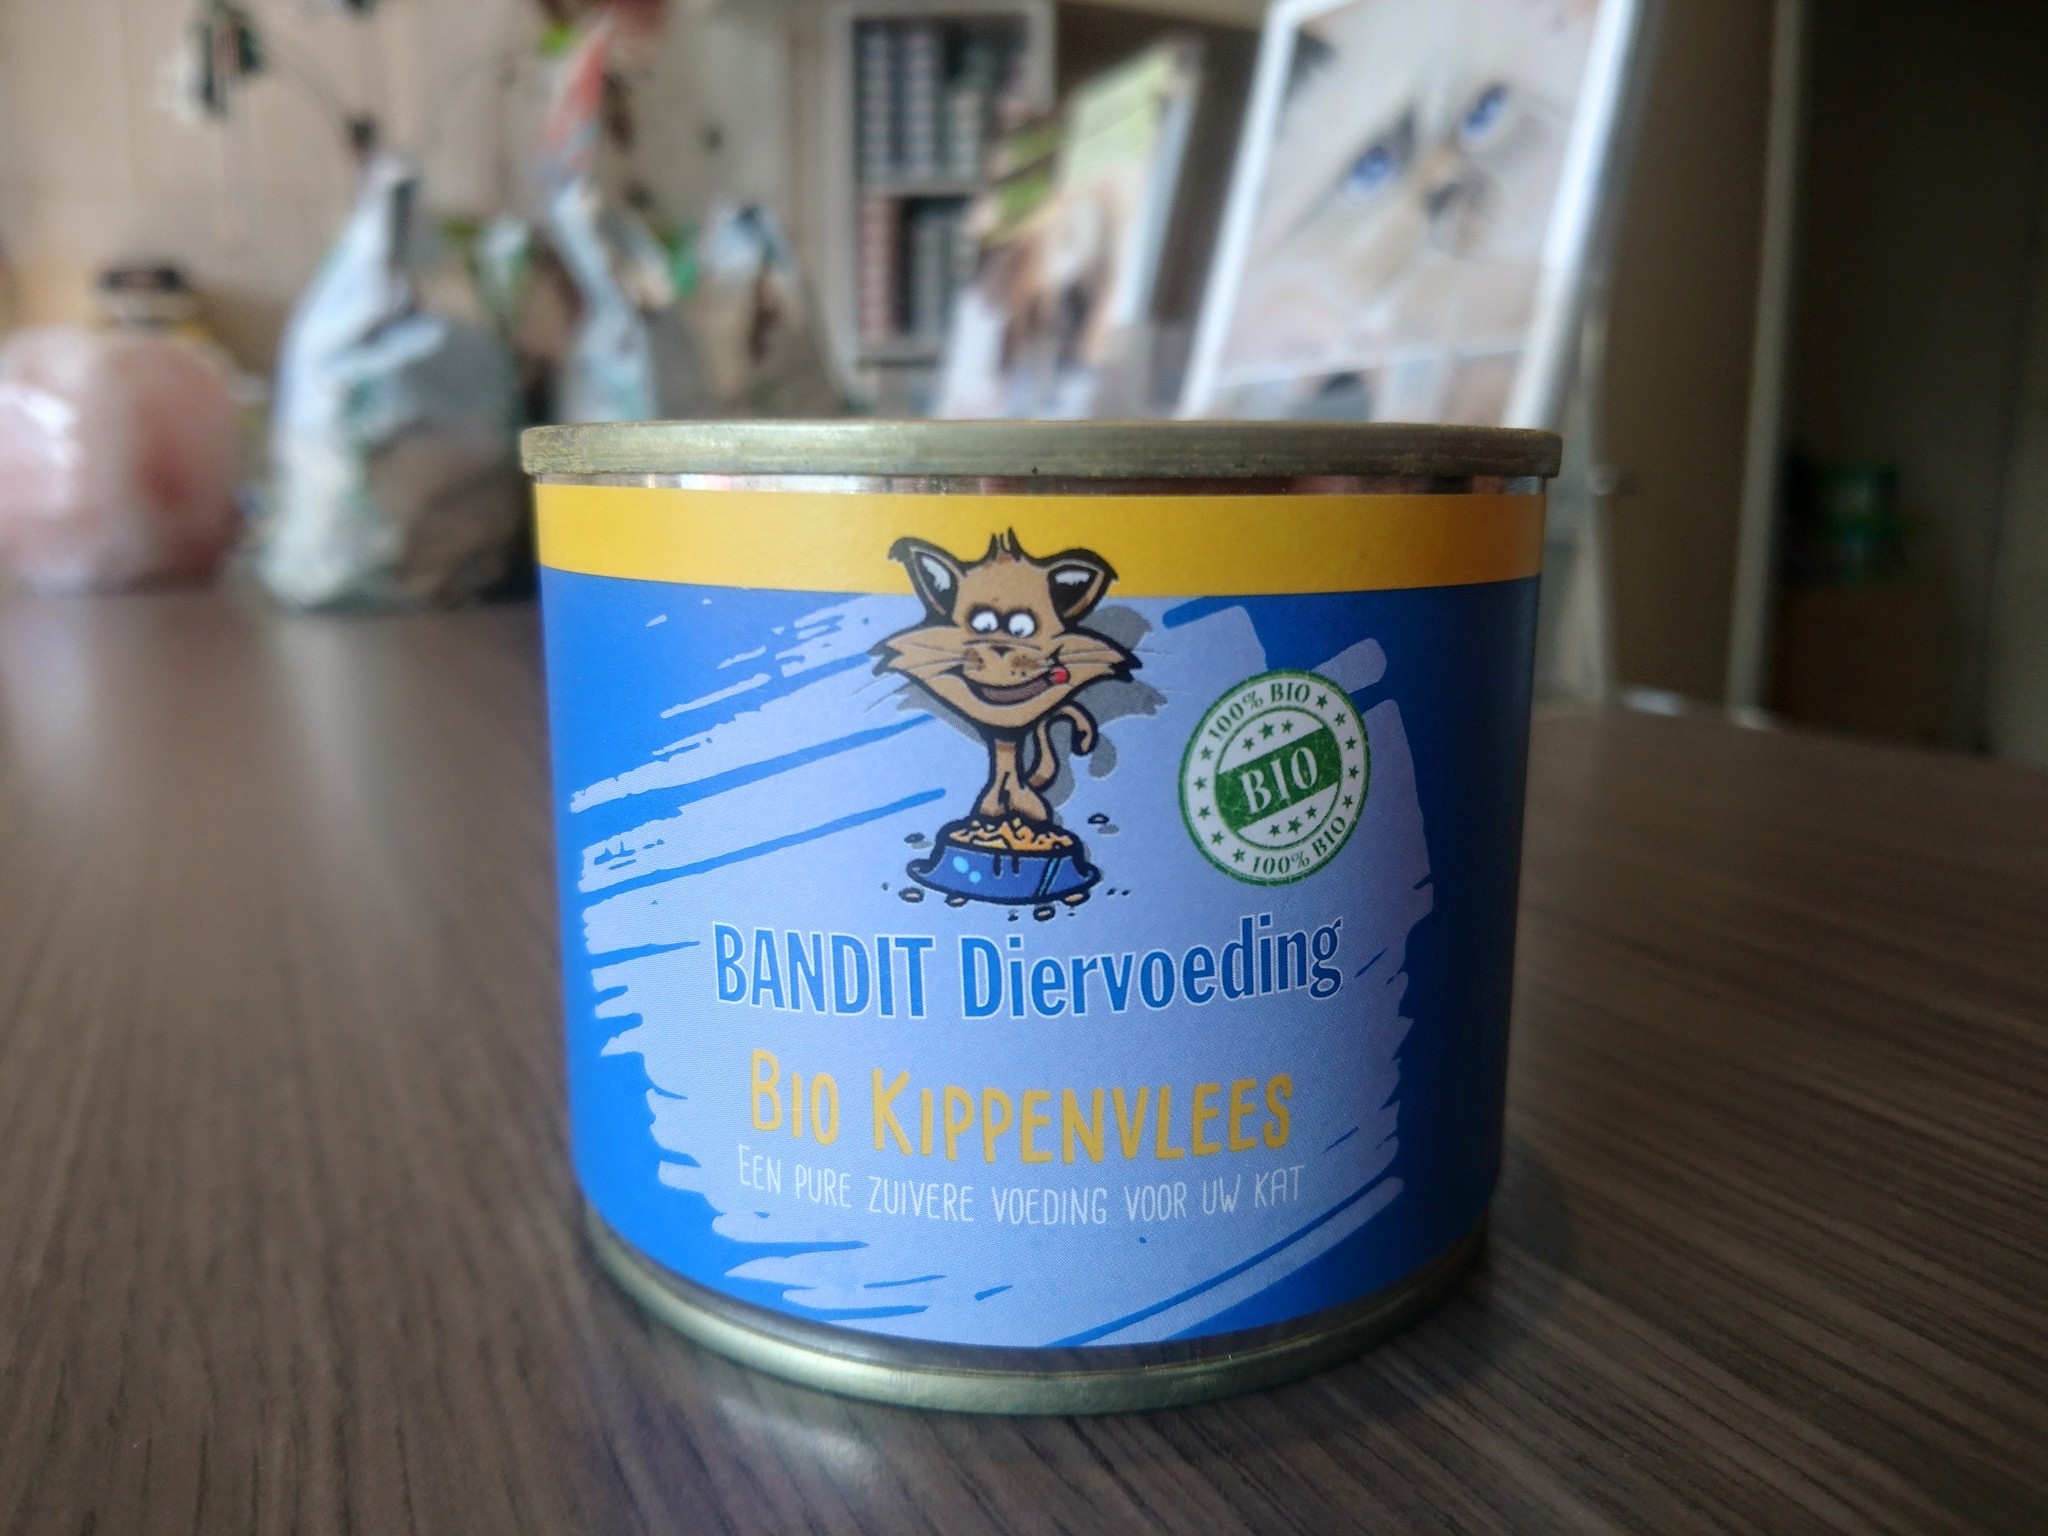 100% BIO
BIO
100% BIO
BANDIT Diervoeding
BIO KIPPENVLEES
EEN PURE ZUIVERE VOEDING VOOR UW KAT